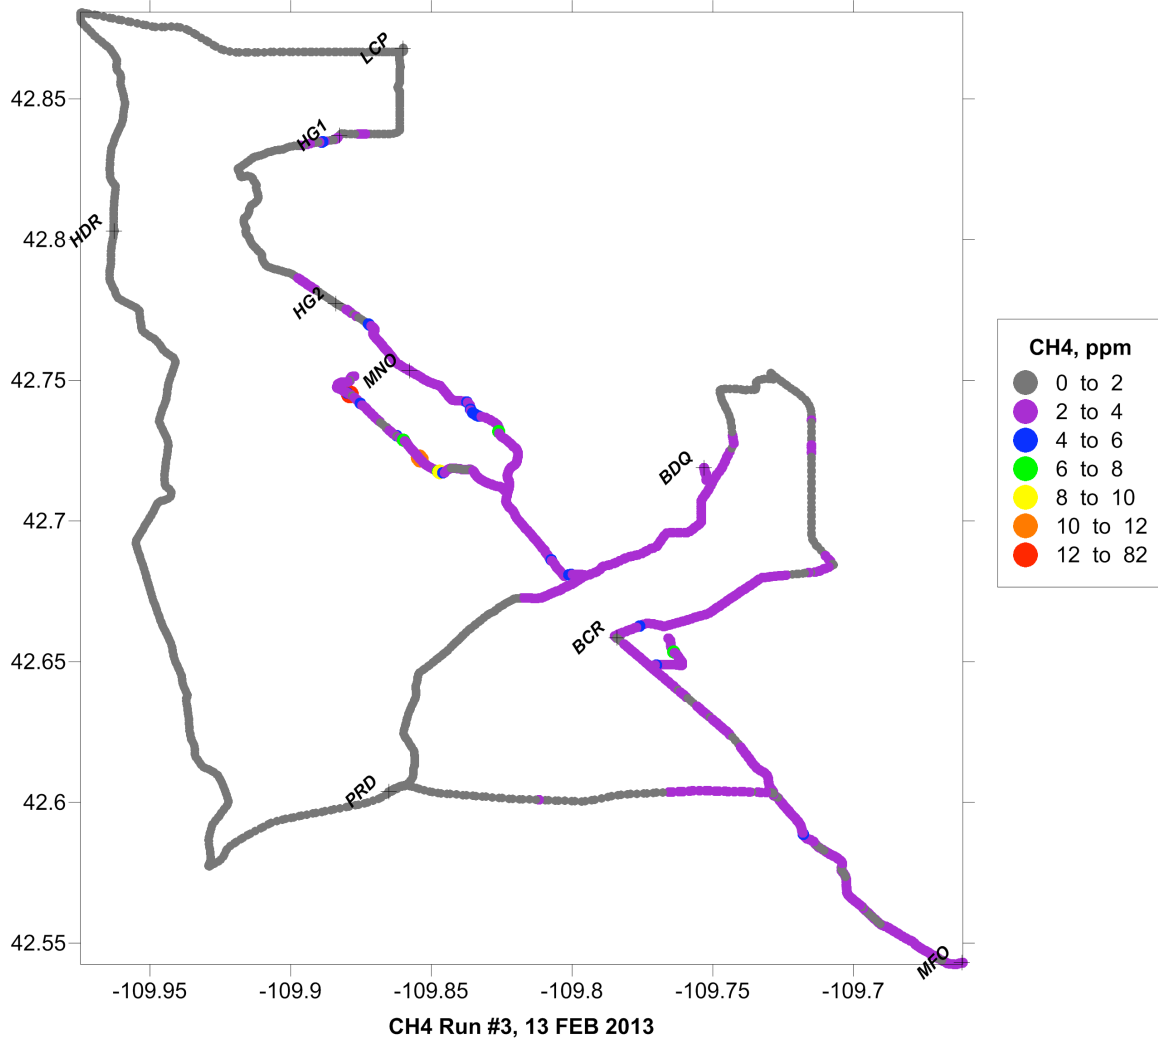 LCP
42.85
HG1
HDR
42.8
HG2
MNO
42.75
BDQ
42.7
BCR
42.65
PRD
42.6
42.55
MFO
-109.95 -109.9 -109.85 -109.8 -109.75 -109.7
CH4 Run #3, 13 FEB 2013
CH4, ppm
0 to 2
2 to 4
4 to 6
6 to 8
8 to 10
10 to 12
12 to 82